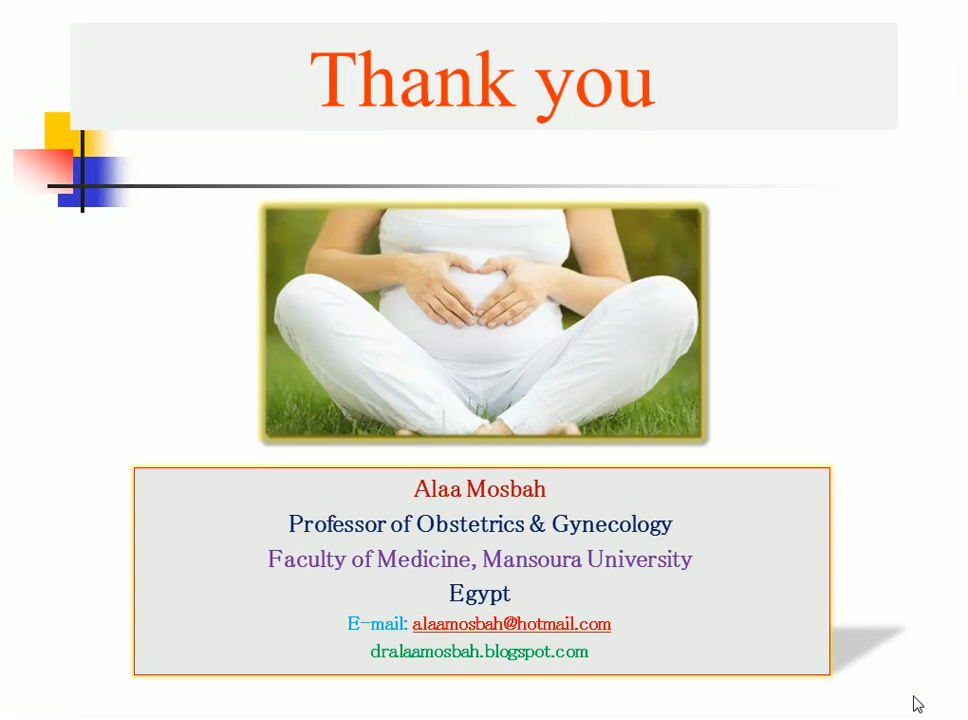 Thank you
Alaa Mosbah
Professor of Obstetrics & Gynecology
Faculty of Medicine, Mansoura University
Egypt
E-mail: alaamosbah@hotmail.com
dralaamosbah.blogspot.com